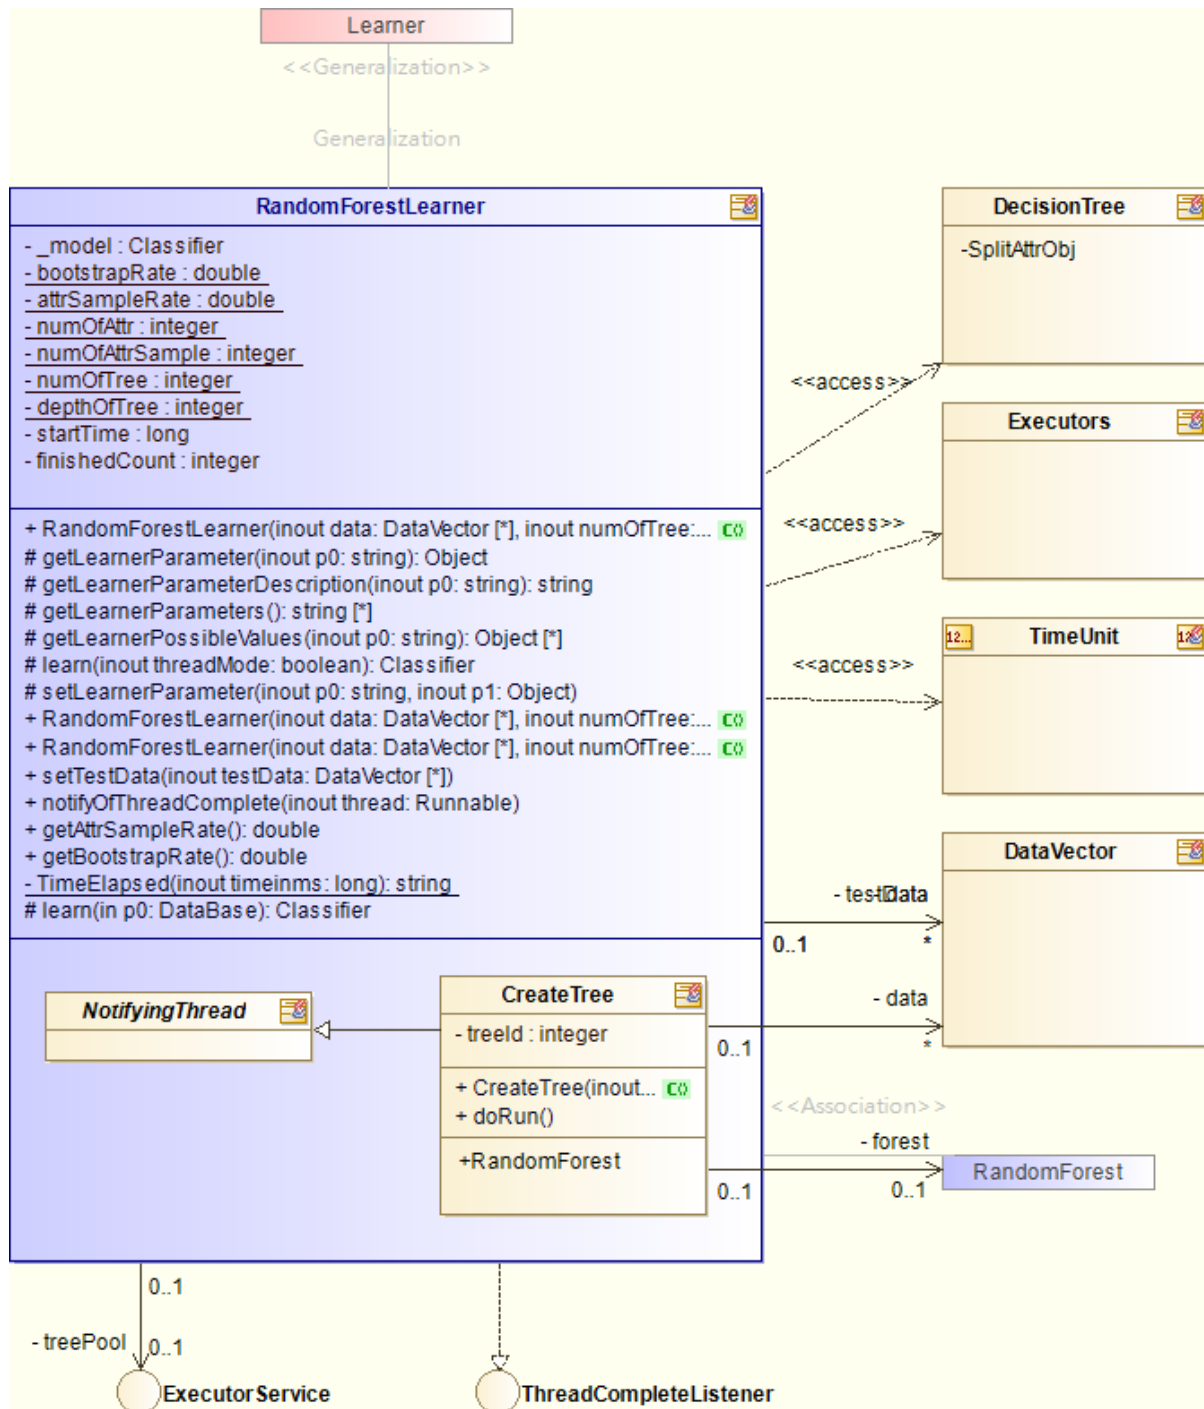 Learner
<<Generalization>>
Generalization
RandomForestLearner
- _model : Classifier
- bootstrapRate : double
- attrSampleRate : double
- numOfAttr : integer
- numOfAttrSample : integer
- numOfTree : integer
- depthOfTree : integer
- startTime : long
- finishedCount : integer
+ RandomForestLearner(inout data: DataVector [*], inout numOfTree:...
# getLearnerParameter(inout p0: string): Object
# getLearnerParameterDescription(inout p0: string): string
# getLearnerParameters(): string [*]
# getLearnerPossibleValues(inout p0: string): Object [*]
# learn(inout threadMode: boolean): Classifier
# setLearnerParameter(inout p0: string, inout p1: Object)
+ RandomForestLearner(inout data: DataVector [*], inout numOfTree:...
+ RandomForestLearner(inout data: DataVector [*], inout numOfTree:...
+ setTestData(inout testData: DataVector [*])
+ notifyOfThreadComplete(inout thread: Runnable)
+ getAttrSampleRate(): double
+ getBootstrapRate(): double
- TimeElapsed(inout timeinms: long): string
# learn(in p0: DataBase): Classifier
NotifyingThread
CreateTree
- treeId : integer
+ CreateTree(inout...
+ doRun()
+RandomForest
DecisionTree
-SplitAttrObj
<<access>>
Executors
<<access>>
12...
TimeUnit
<<access>>
DataVector
- testData
0..1
*
- data
0..1
*
<<Association>>
- forest
0..1
0..1
RandomForest
0..1
- treePool
0..1
ExecutorService
ThreadCompleteListener